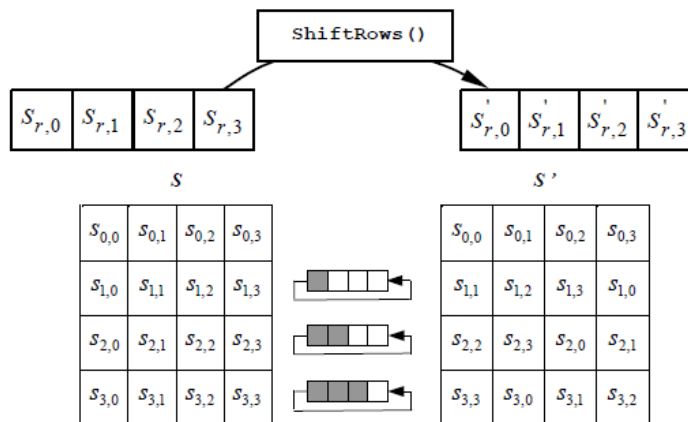 ShiftRows()
S_{r,0} S_{r,1} S_{r,2} S_{r,3} S'_{r,0} S'_{r,1} S'_{r,2} S'_{r,3}
S S'
S_{0,0} S_{0,1} S_{0,2} S_{0,3} S_{0,0} S_{0,1} S_{0,2} S_{0,3}
S_{1,0} S_{1,1} S_{1,2} S_{1,3} S_{1,1} S_{1,2} S_{1,3} S_{1,0}
S_{2,0} S_{2,1} S_{2,2} S_{2,3} S_{2,2} S_{2,3} S_{2,0} S_{2,1}
S_{3,0} S_{3,1} S_{3,2} S_{3,3} S_{3,3} S_{3,0} S_{3,1} S_{3,2}